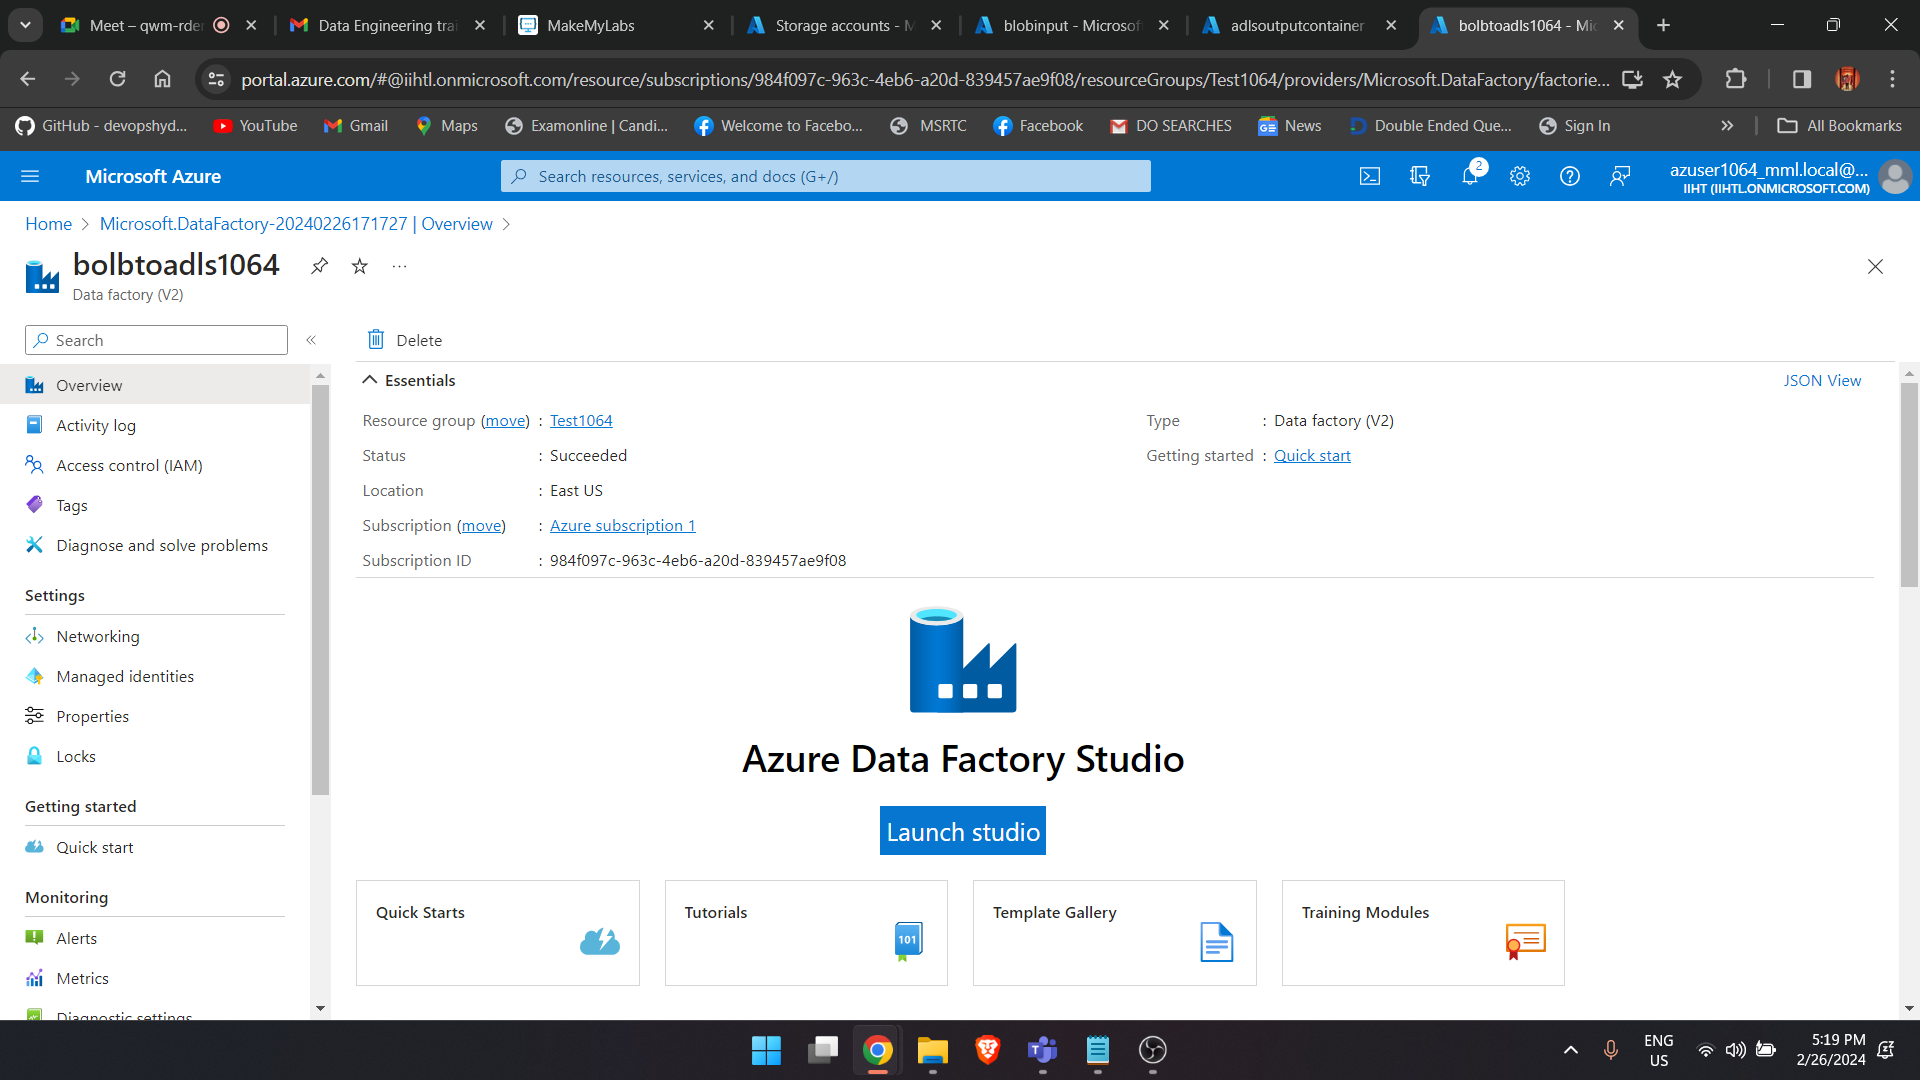 Meet – qwm-rder
Data Engineering trai
MakeMyLabs
Storage accounts - M
blobinput - Microsof
adlsoutputcontainer
bolbtoadls1064 - Mic
portal.azure.com/#@iihtl.onmicrosoft.com/resource/subscriptions/984f097c-963c-4eb6-a20d-839457ae9f08/resourceGroups/Test1064/providers/Microsoft.DataFactory/factorie...
GitHub - devopshyd...
YouTube
Gmail
Maps
Examonline | Candi...
Welcome to Facebo...
MSRTC
Facebook
DO SEARCHES
News
Double Ended Que...
Sign In
All Bookmarks
Microsoft Azure
Search resources, services, and docs (G+/)
2
azuser1064_mml.local@...
IIHT (IIHTL.ONMICROSOFT.COM)
Home > Microsoft.DataFactory-20240226171727 | Overview >
bolbtoadls1064
Data factory (V2)
Search
Delete
Overview
Activity log
Access control (IAM)
Tags
Diagnose and solve problems
Settings
Networking
Managed identities
Properties
Locks
Getting started
Quick start
Monitoring
Alerts
Metrics
Diagnostic settings
Essentials
JSON View
Resource group (move) : Test1064
Status : Succeeded
Location : East US
Subscription (move) : Azure subscription 1
Subscription ID : 984f097c-963c-4eb6-a20d-839457ae9f08
Type : Data factory (V2)
Getting started : Quick start
Azure Data Factory Studio
Launch studio
Quick Starts
Tutorials
101
Template Gallery
Training Modules
ENG
US
5:19 PM
2/26/2024